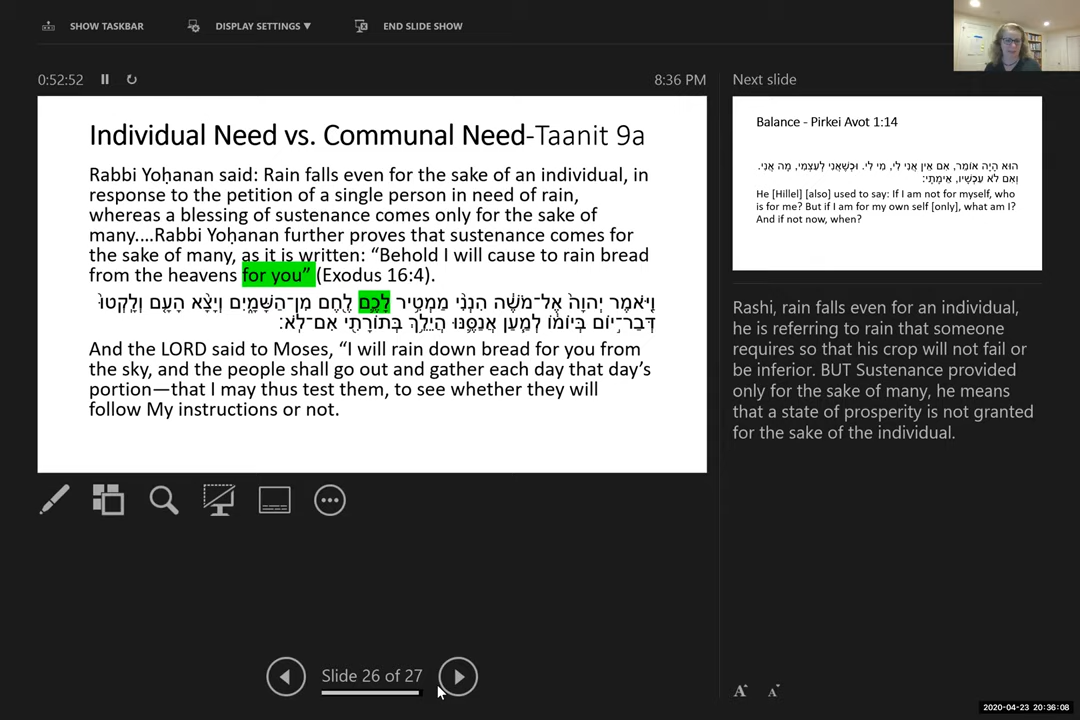 SHOW TASKBAR
DISPLAY SETTINGS ▼
END SLIDE SHOW
0:52:52
8:36 PM
Individual Need vs. Communal Need-Taanit 9a
Rabbi Yoḥanan said: Rain falls even for the sake of an individual, in
response to the petition of a single person in need of rain,
whereas a blessing of sustenance comes only for the sake of
many....Rabbi Yoḥanan further proves that sustenance comes for
the sake of many, as it is written: “Behold I will cause to rain bread
from the heavens for you” (Exodus 16:4).
וַיֹּ֤אמֶר יְהוָה֙ אֶל־מֹשֶׁ֔ה הִנְנִ֨י מַמְטִ֥יר לָכֶ֛ם לֶ֖חֶם מִן־הַשָּׁמָ֑יִם וְיָצָ֨א הָעָ֤ם וְלָֽקְטוּ֙
דְּבַר־י֣וֹם בְּיוֹמ֔וֹ לְמַ֧עַן אֲנַסֶּ֛נּוּ הֲיֵלֵ֥ךְ בְּתוֹרָתִ֖י אִם־לֹֽא׃
And the LORD said to Moses, “I will rain down bread for you from
the sky, and the people shall go out and gather each day that day’s
portion—that I may thus test them, to see whether they will
follow My instructions or not.
Slide 26 of 27
Next slide
Balance - Pirkei Avot 1:14
הוּא הָיָה אוֹמֵר, אִם אֵין אֲנִי לִי, מִי לִי. וּכְשֶׁאֲנִי לְעַצְמִי, מָה אֲנִי.
וְאִם לֹא עַכְשָׁיו, אֵימָתָי:
He [Hillel] [also] used to say: If I am not for myself, who
is for me? But if I am for my own self [only], what am I?
And if not now, when?
Rashi, rain falls even for an individual,
he is referring to rain that someone
requires so that his crop will not fail or
be inferior. BUT Sustenance provided
only for the sake of many, he means
that a state of prosperity is not granted
for the sake of the individual.
A A
2020-04-23 20:36:08